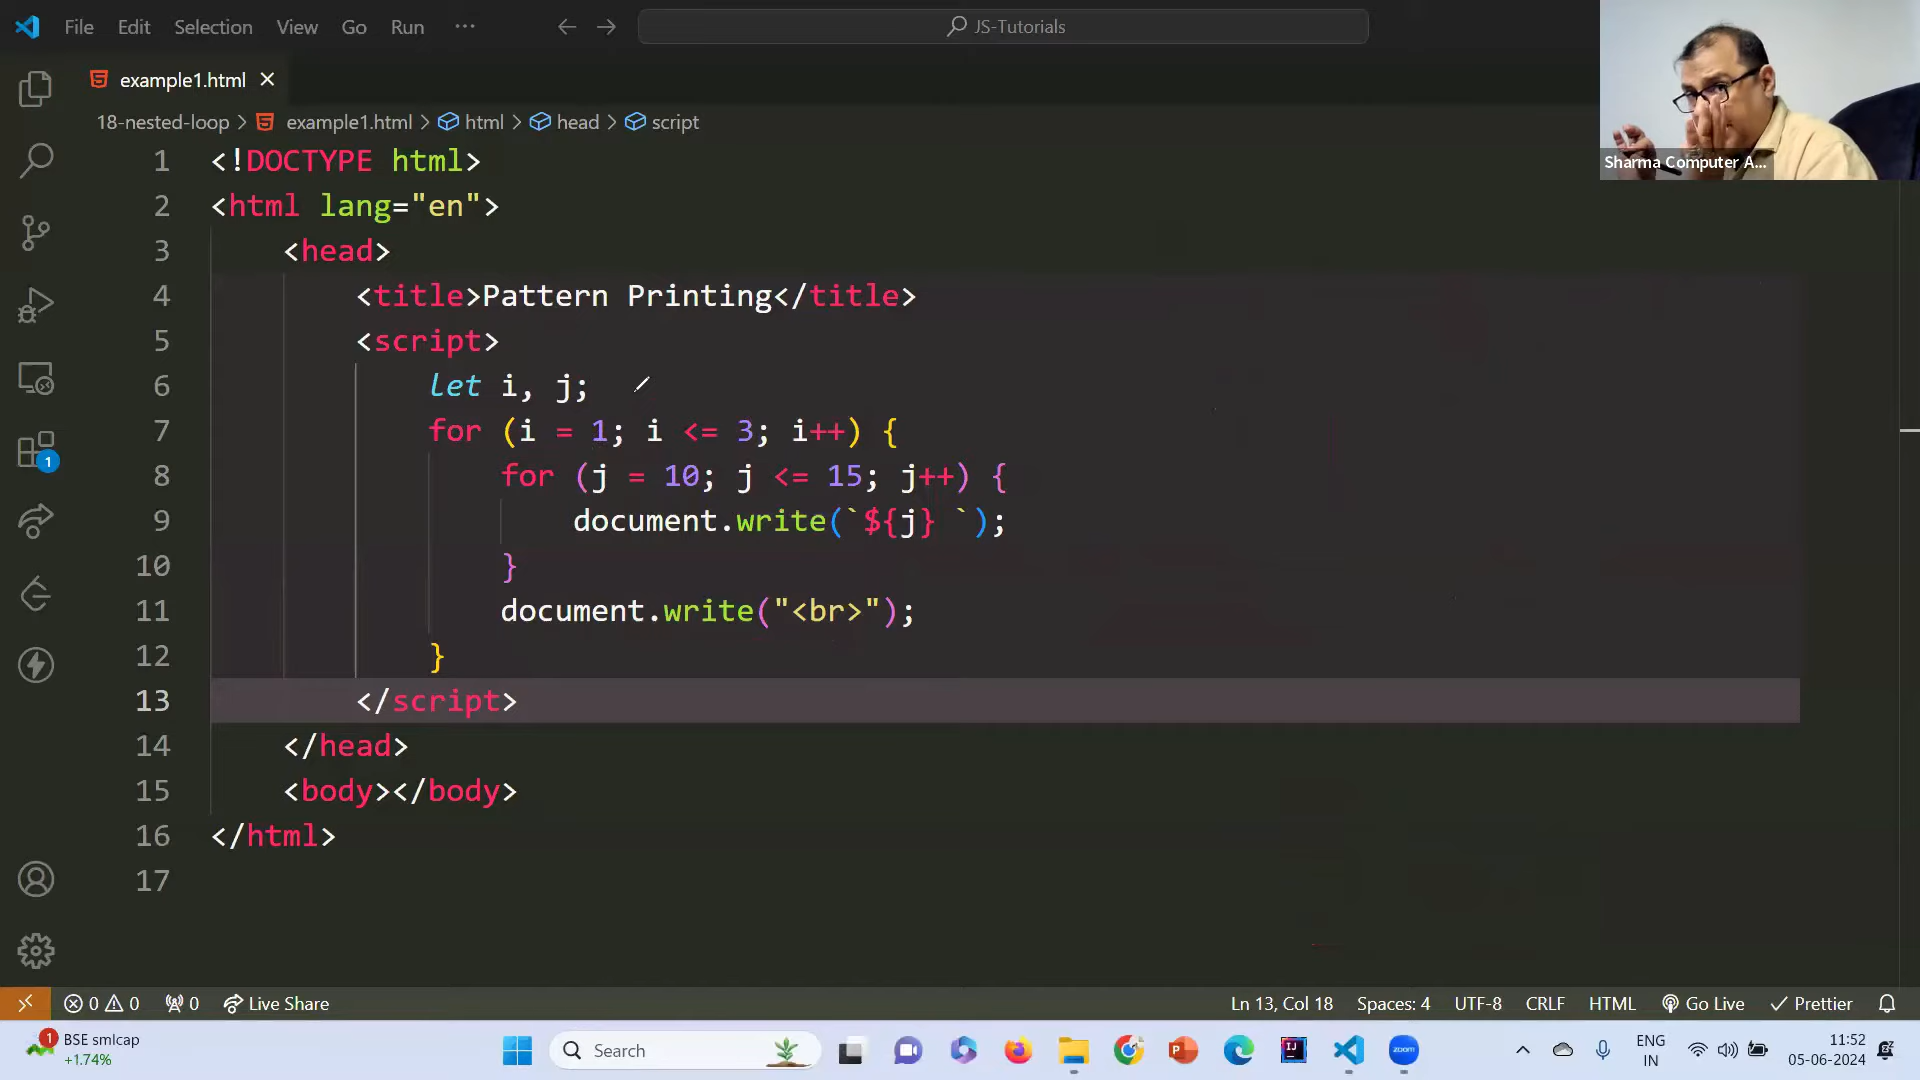 File Edit Selection View Go Run ···
JS-Tutorials
example1.html
18-nested-loop > example1.html > html > head > script
1 <!DOCTYPE html>
2 <html lang="en">
3 <head>
4 <title>Pattern Printing</title>
5 <script>
6 let i, j;
7 for (i = 1; i <= 3; i++) {
8 for (j = 10; j <= 15; j++) {
9 document.write(`${j} `);
10 }
11 document.write("<br>");
12 }
13 </script>
14 </head>
15 <body></body>
16 </html>
17
Sharma Computer A...
1
0 0 0 Live Share
Ln 13, Col 18 Spaces: 4 UTF-8 CRLF HTML Go Live Prettier
1 BSE smlcap
+1.74%
Search
zoom
ENG
IN
11:52
05-06-2024